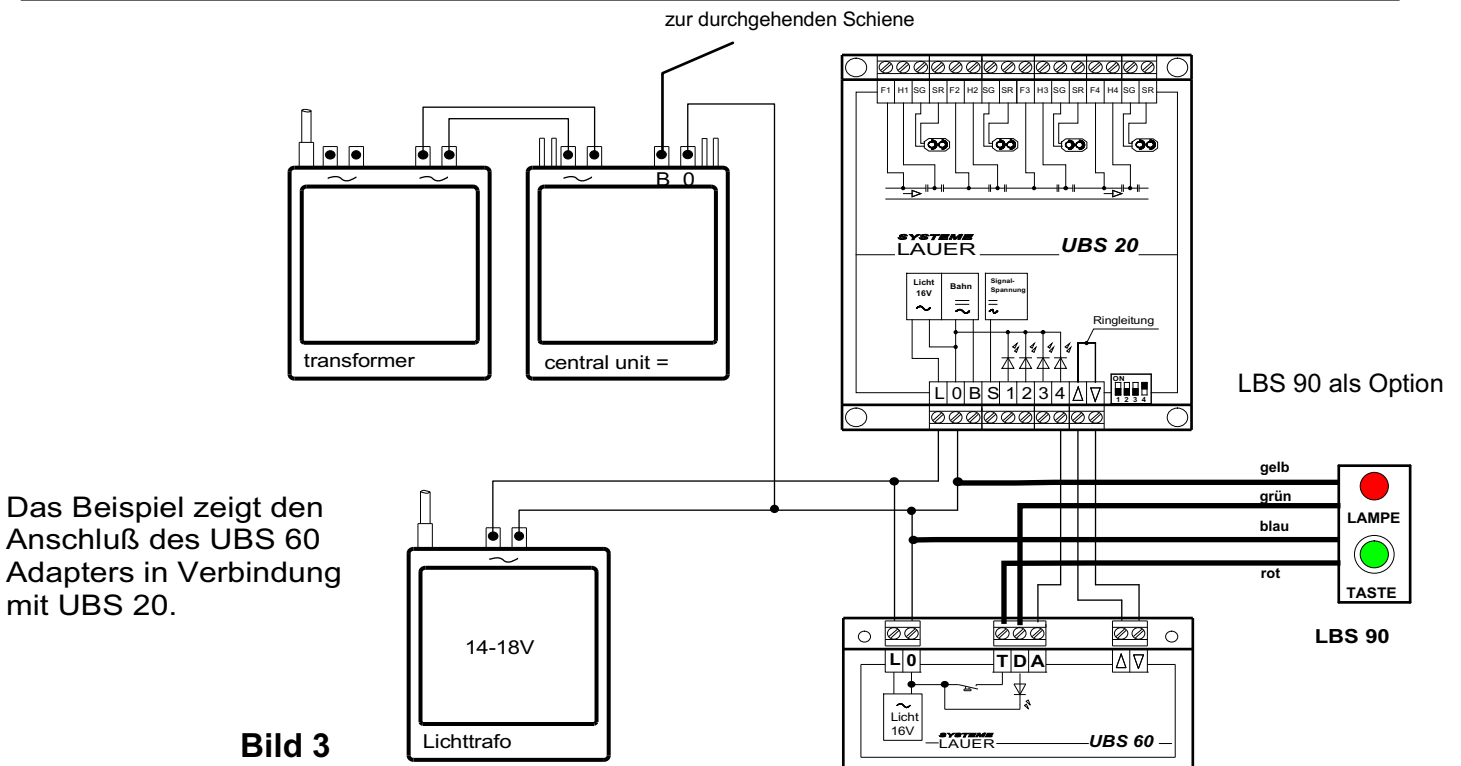 zur durchgehenden Schiene
F1 H1 SG SR F2 H2 SG SR F3 H3 SG SR F4 H4 SG SR
B 0
SYSTEME
LAUER
UBS 20
Licht
16V
Bahn
Signal-
Spannung
Ringleitung
transformer
central unit =
L 0 B S 1 2 3 4
ON
1 2 3 4
LBS 90 als Option
gelb
grün
blau
rot
LAMPE
TASTE
LBS 90
Das Beispiel zeigt den
Anschluß des UBS 60
Adapters in Verbindung
mit UBS 20.
14-18V
Lichttrafo
Bild 3
L 0
T D A
Licht
16V
SYSTEME
LAUER
UBS 60